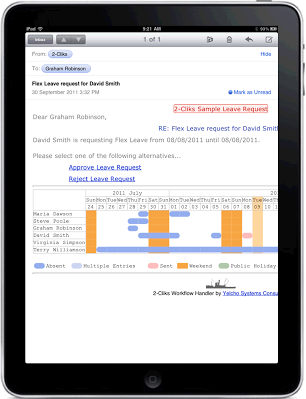 iPad 9:21 AM 90%
Inbox 1 of 1
From: 2-Cliks Hide
To: Graham Robinson
Flex Leave request for David Smith
30 September 2011 3:32 PM Mark as Unread
2-Cliks Sample Leave Request
Dear Graham Robinson,
RE: Flex Leave request for David Smith
David Smith is requesting Flex Leave from 08/08/2011 until 08/08/2011.
Please select one of the following alternatives...
Approve Leave Request
Reject Leave Request
2011 July 20
Sun Mon Tue Wed Thu Fri Sat Sun Mon Tue Wed Thu Fri Sat Sun Mon Tue Wed Thu
24 25 26 27 28 29 30 31 01 02 03 04 05 06 07 08 09 10
Maria Dawson
Steve Poole
Graham Robinson
David Smith
Virginia Simpson
Terry Williamson
Absent Multiple Entries Sent Weekend Public Holiday
2-Cliks Workflow Handler by Yelcho Systems Consu